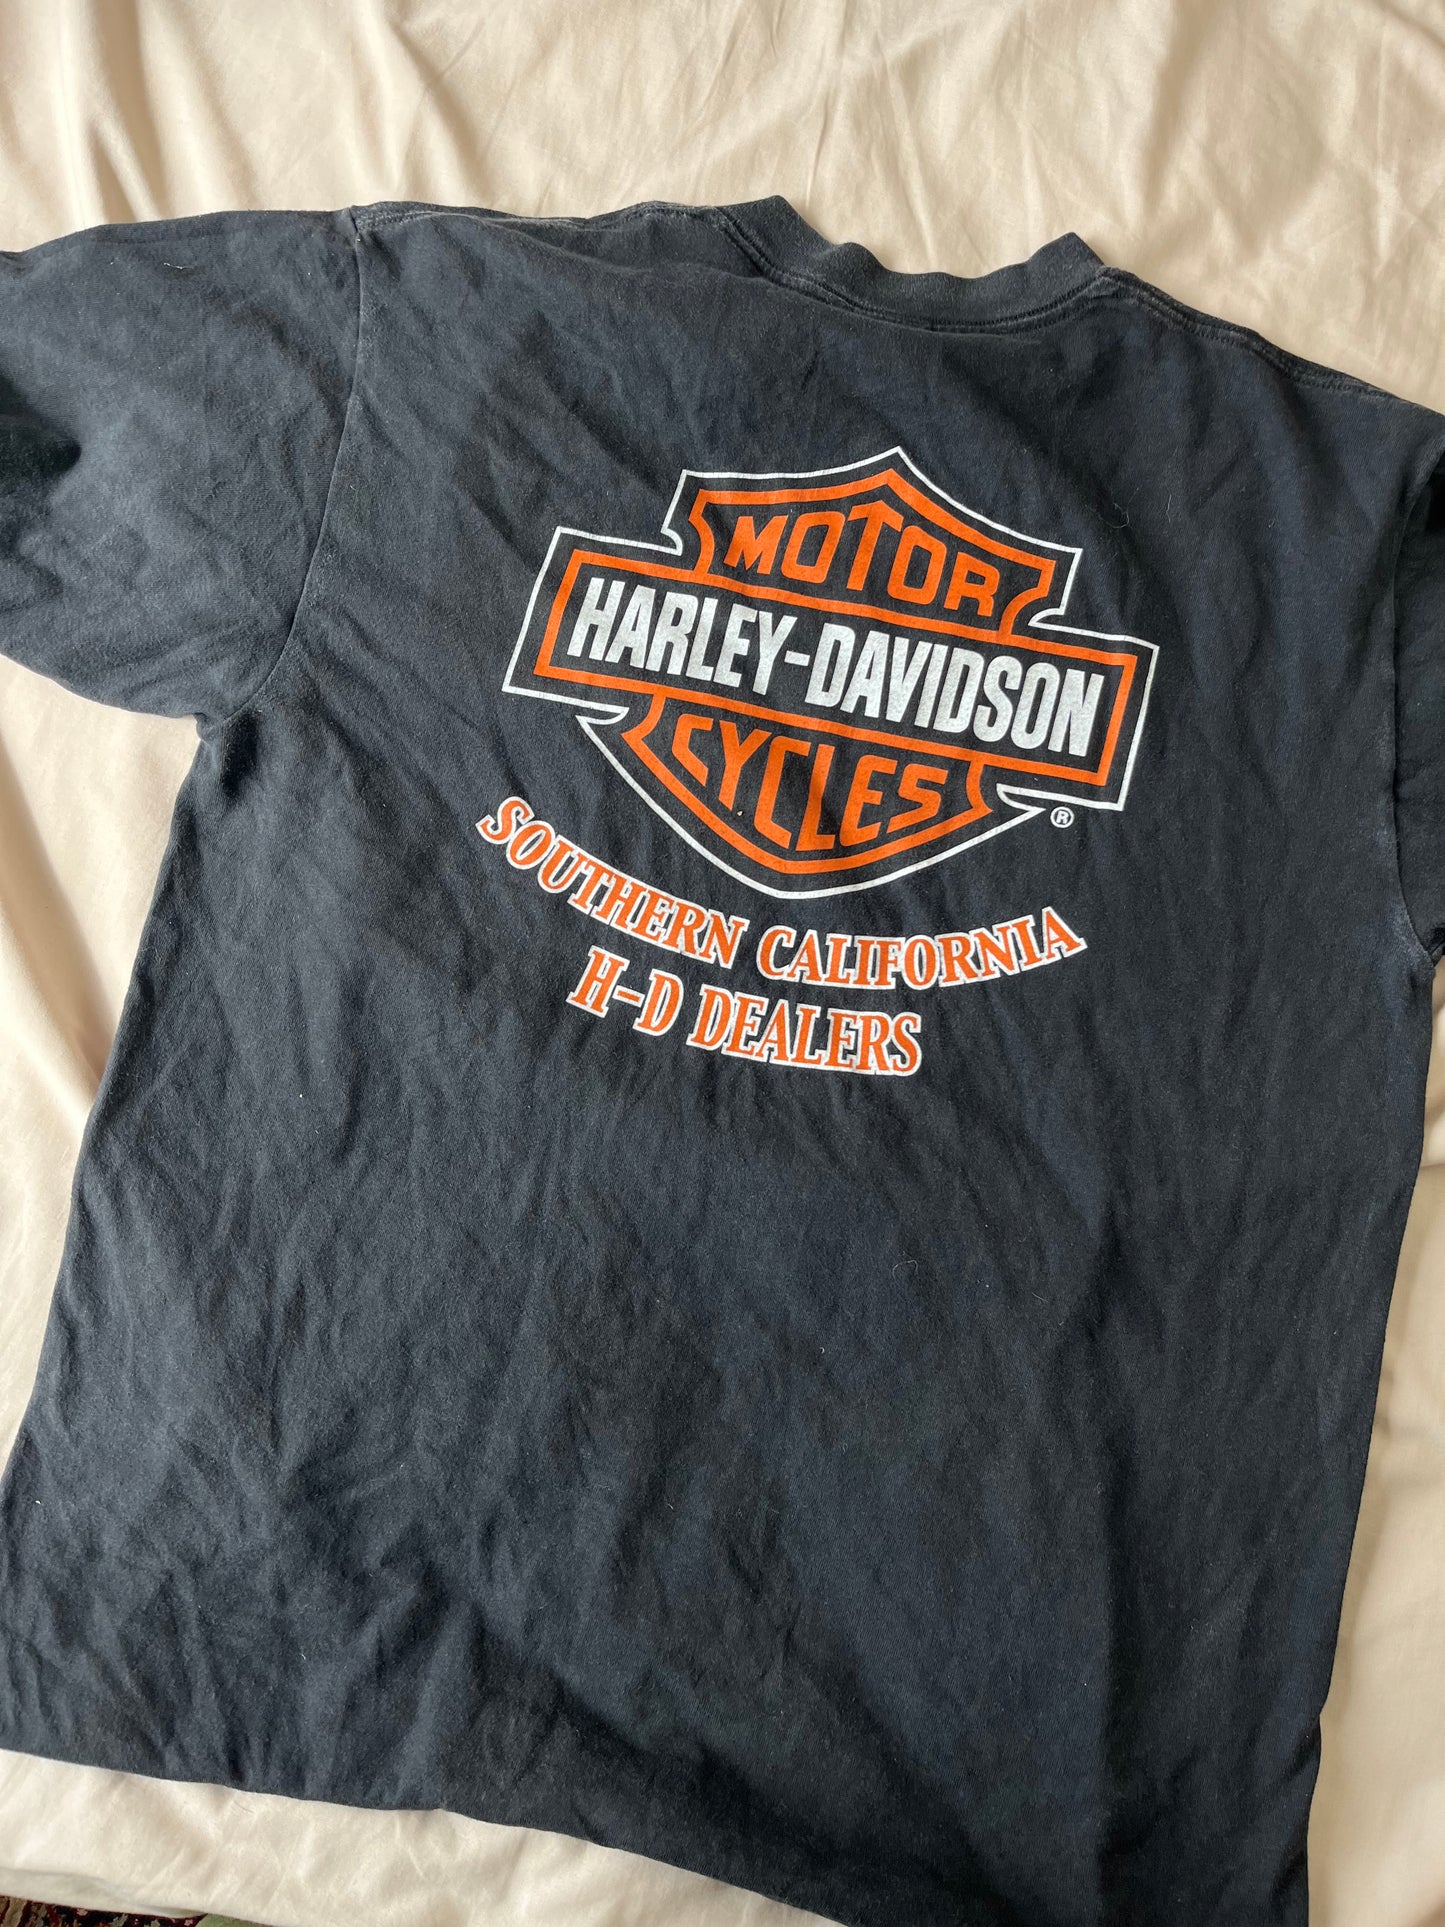 MOTOR
HARLEY-DAVIDSON
CYCLES
®
SOUTHERN CALIFORNIA
H-D DEALERS